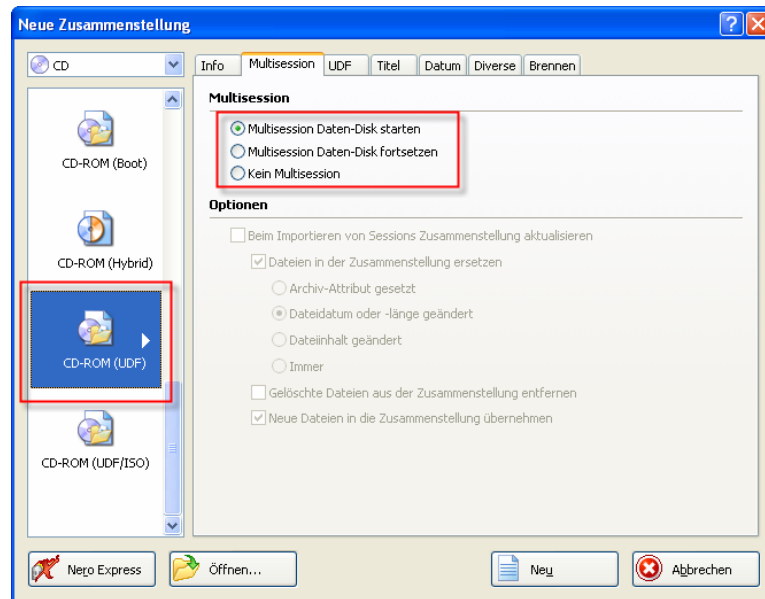 Neue Zusammenstellung
CD
Info Multisession UDF Titel Datum Diverse Brennen
CD-ROM (Boot)
CD-ROM (Hybrid)
CD-ROM (UDF)
CD-ROM (UDF/ISO)
Multisession
Multisession Daten-Disk starten
Multisession Daten-Disk fortsetzen
Kein Multisession
Optionen
Beim Importieren von Sessions Zusammenstellung aktualisieren
Dateien in der Zusammenstellung ersetzen
Archiv-Attribut gesetzt
Dateidatum oder -länge geändert
Dateiinhalt geändert
Immer
Gelöschte Dateien aus der Zusammenstellung entfernen
Neue Dateien in die Zusammenstellung übernehmen
Nero Express Öffnen... Neu Abbrechen